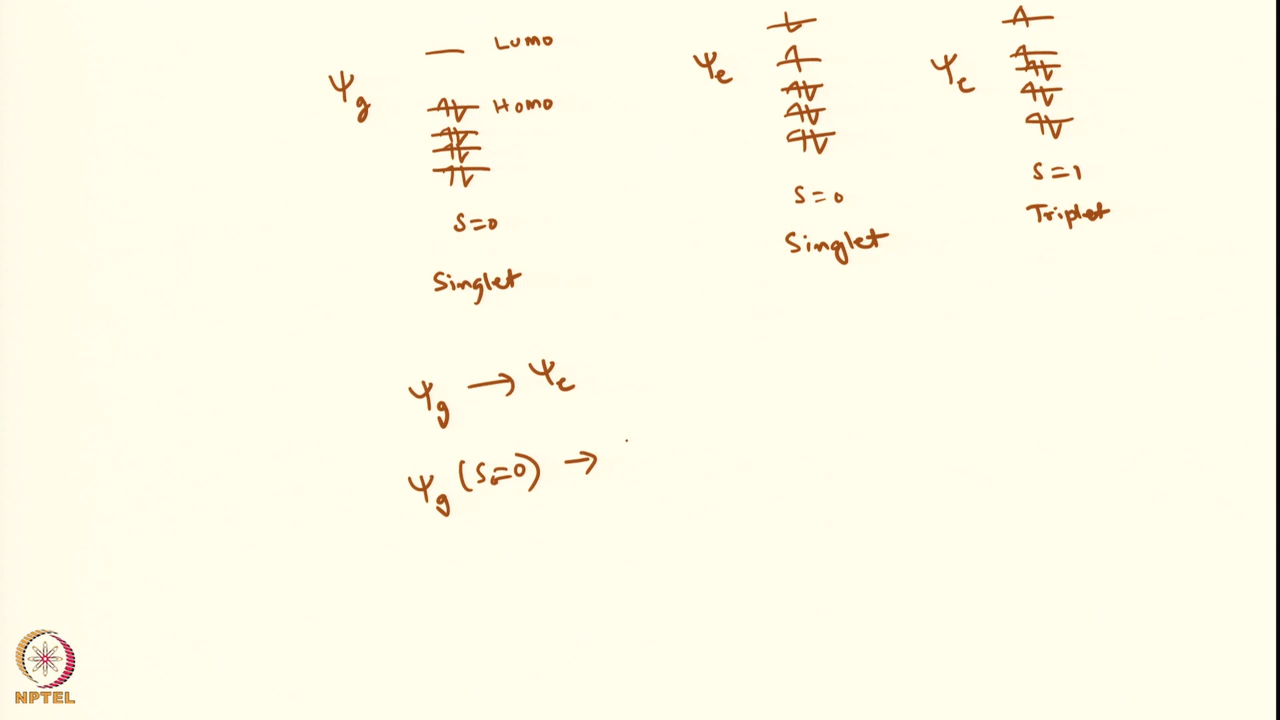 LUMO
Ψg
HOMO
S=0
Singlet
Ψe
S=0
Singlet
Ψe
S=1
Triplet
Ψg → Ψe
Ψg (S=0) →
NPTEL